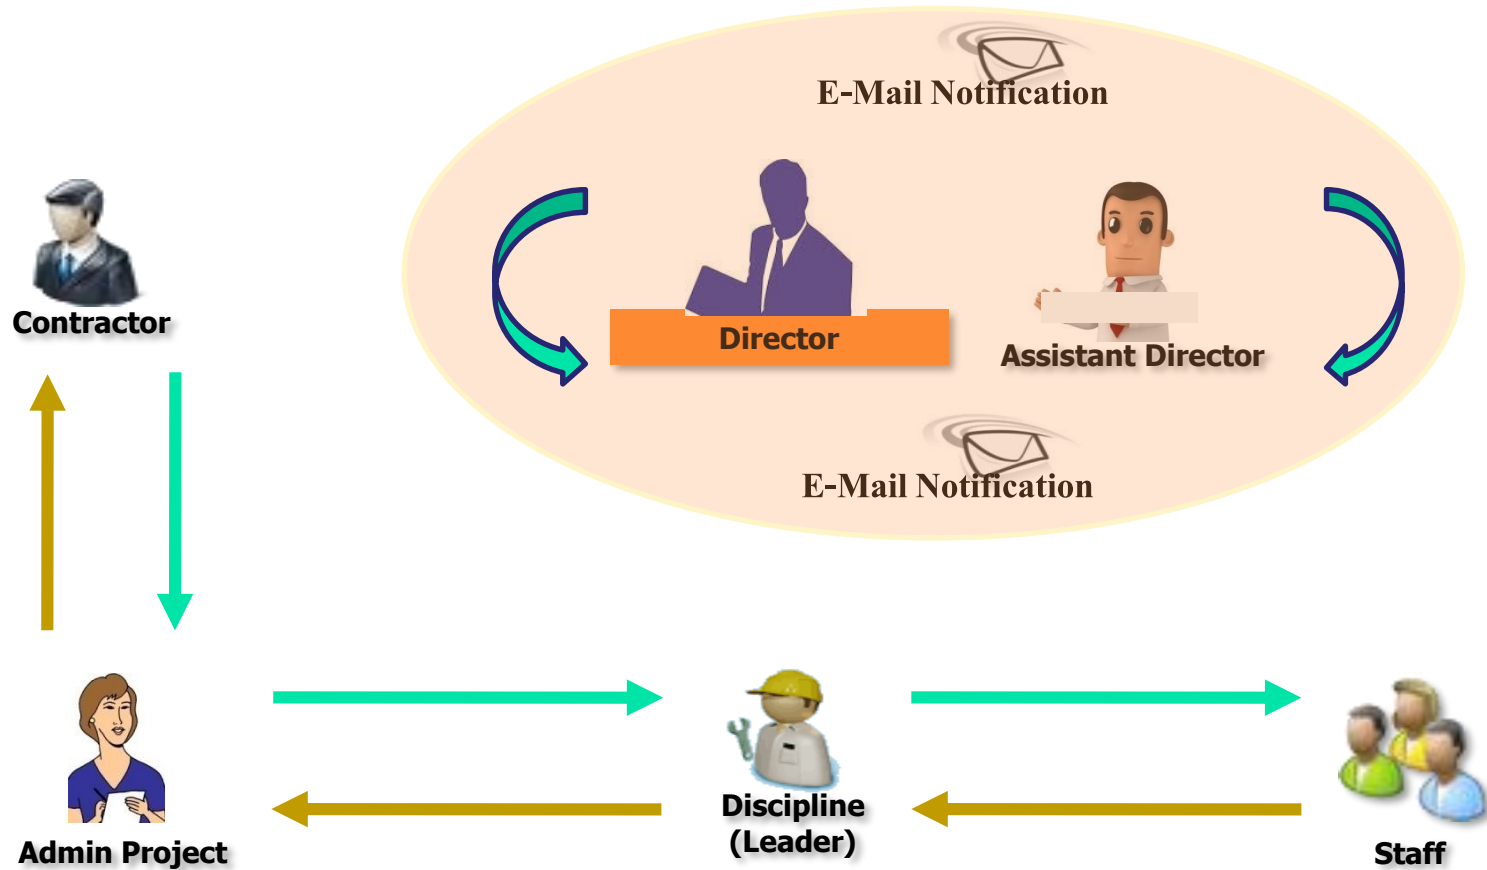 E-Mail Notification
Contractor
Director
Assistant Director
E-Mail Notification
Admin Project
Discipline
(Leader)
Staff